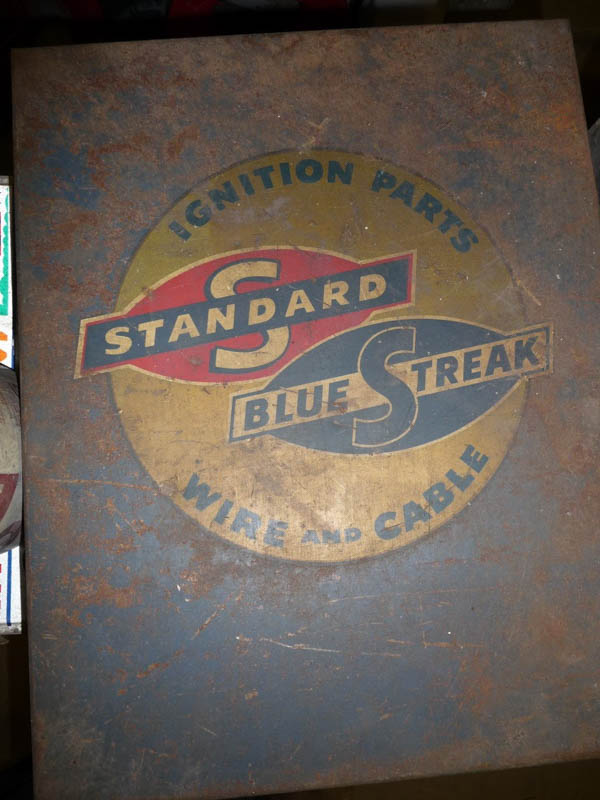 IGNITION PARTS
STANDARD
BLUE STREAK
WIRE AND CABLE